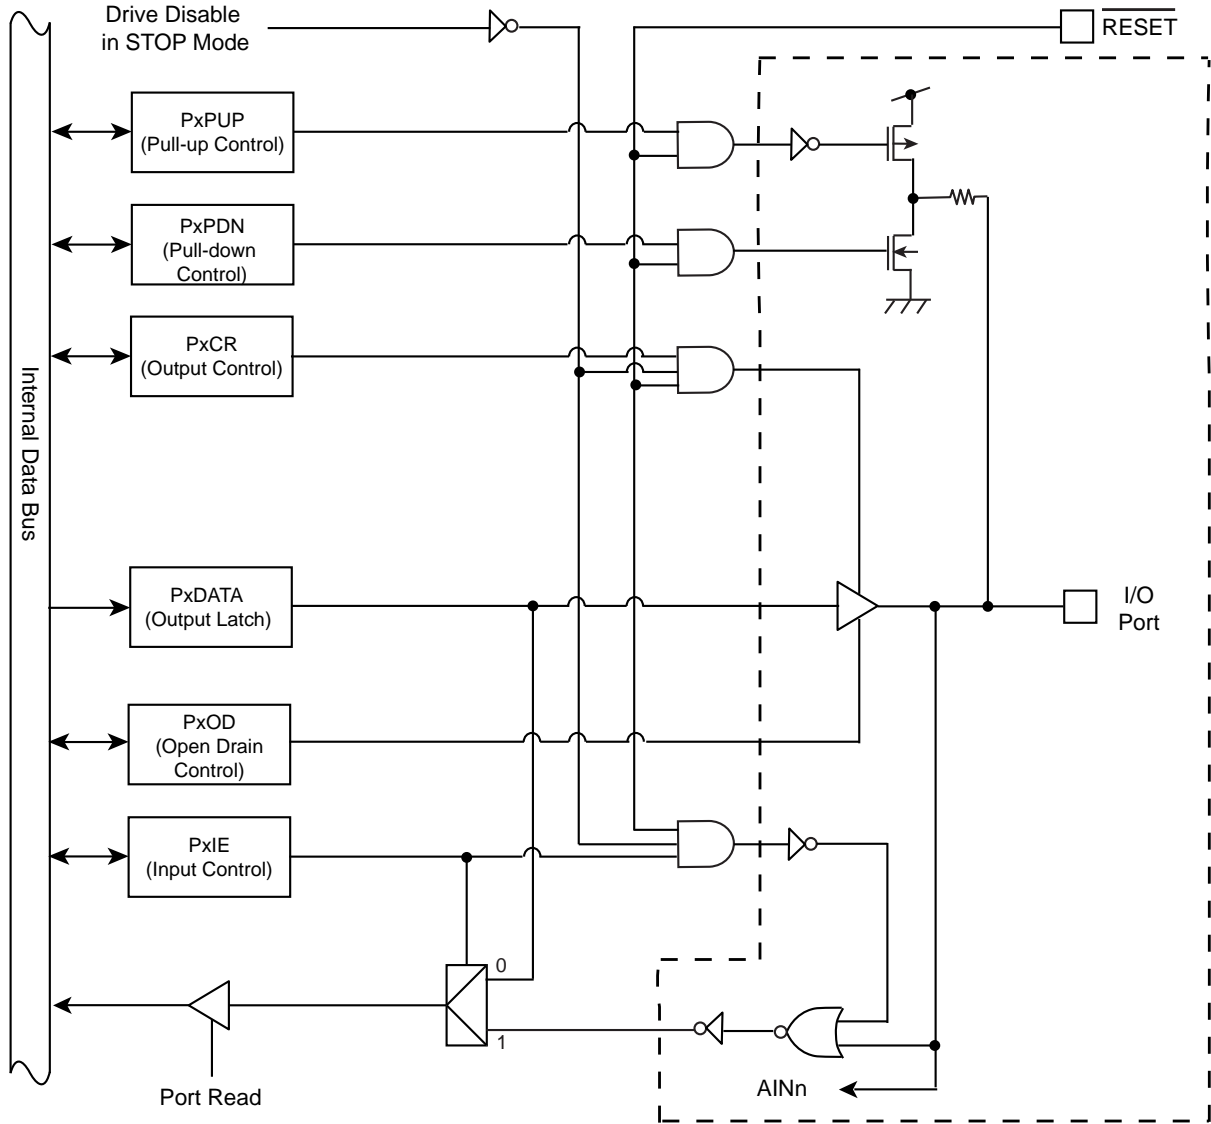 Drive Disable
in STOP Mode
RESET
PxPUP
(Pull-up Control)
PxPDN
(Pull-down
Control)
PxCR
(Output Control)
Internal Data Bus
PxDATA
(Output Latch)
I/O
Port
PxOD
(Open Drain
Control)
PxIE
(Input Control)
0
1
AINn
Port Read